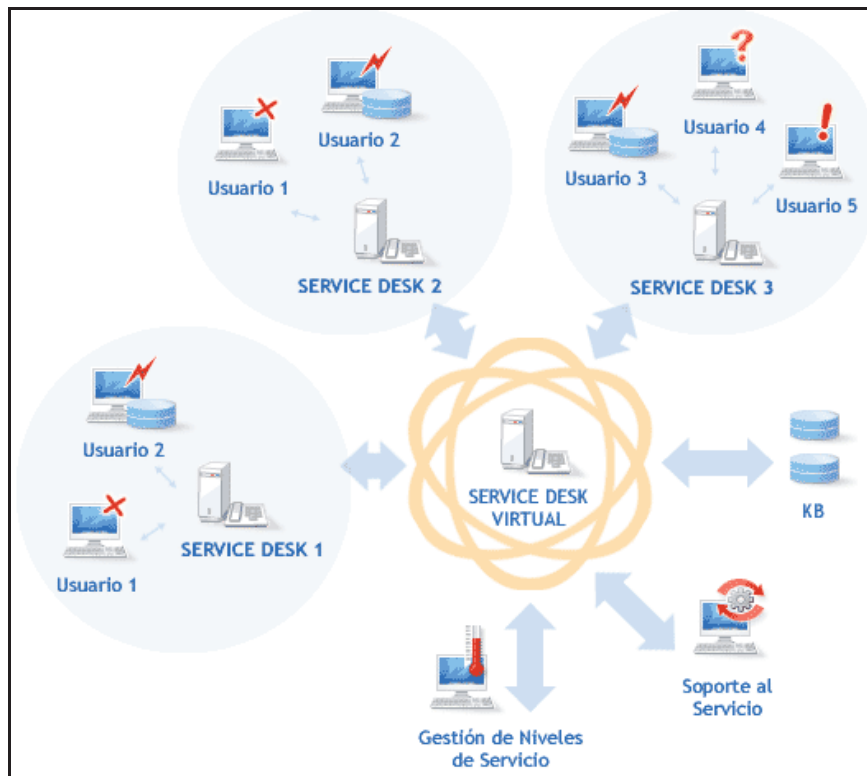 Usuario 2
Usuario 1
SERVICE DESK 2
Usuario 4
Usuario 3
Usuario 5
SERVICE DESK 3
Usuario 2
Usuario 1
SERVICE DESK 1
SERVICE DESK
VIRTUAL
KB
Soporte al
Servicio
Gestión de Niveles
de Servicio